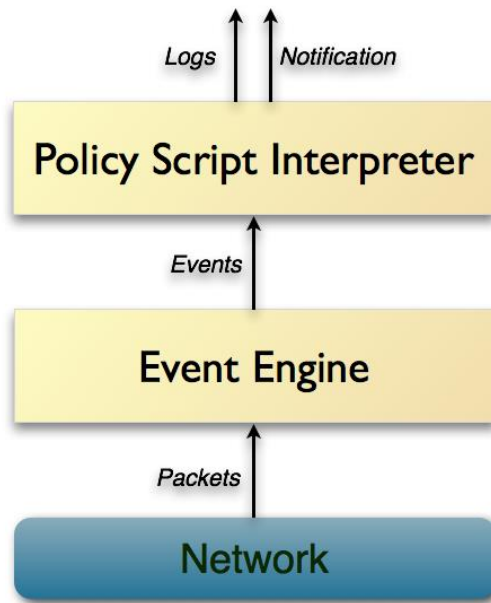 Logs Notification
Policy Script Interpreter
Events
Event Engine
Packets
Network